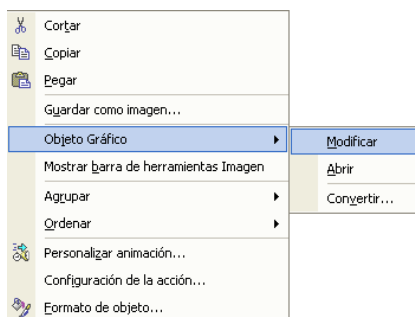 Cortar
Copiar
Pegar
Guardar como imagen...
Objeto Gráfico
Modificar
Mostrar barra de herramientas Imagen
Abrir
Agrupar
Convertir...
Ordenar
Personalizar animación...
Configuración de la acción...
Formato de objeto...